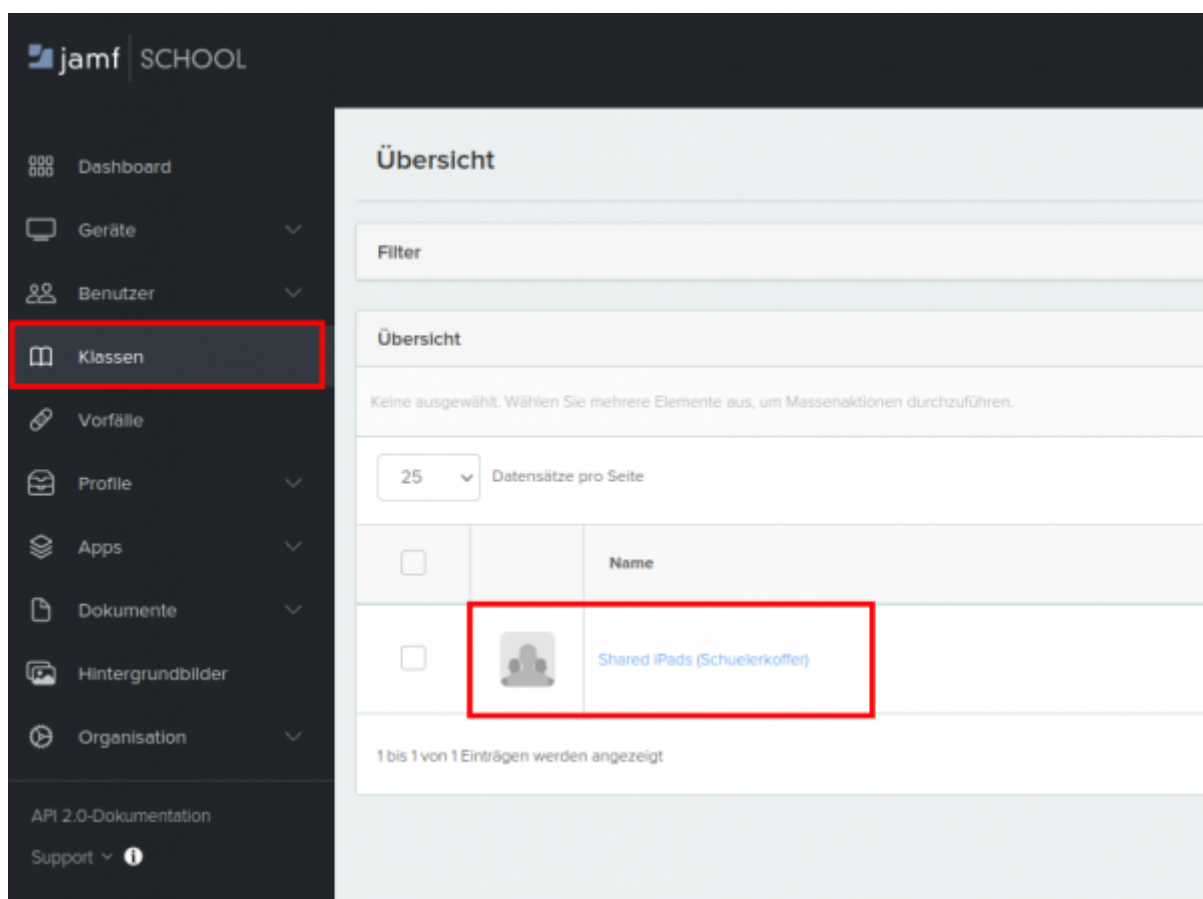 jamf SCHOOL
Dashboard
Geräte
Benutzer
Klassen
Vorfälle
Profile
Apps
Dokumente
Hintergrundbilder
Organisation
API 2.0-Dokumentation
Support
Übersicht
Filter
Übersicht
Keine ausgewählt. Wählen Sie mehrere Elemente aus, um Massenaktionen durchzuführen.
25 Datensätze pro Seite
Name
Shared iPads (Schuelerkoffer)
1 bis 1 von 1 Einträgen werden angezeigt